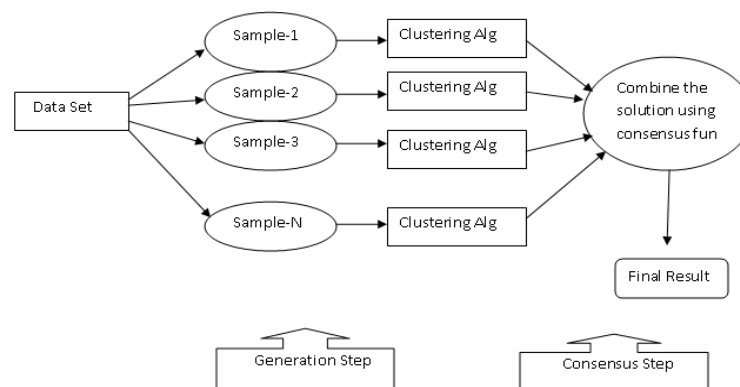 Sample-1
Clustering Alg
Sample-2
Clustering Alg
Data Set
Sample-3
Clustering Alg
Sample-N
Clustering Alg
Combine the
solution using
consensus fun
Final Result
Generation Step
Consensus Step